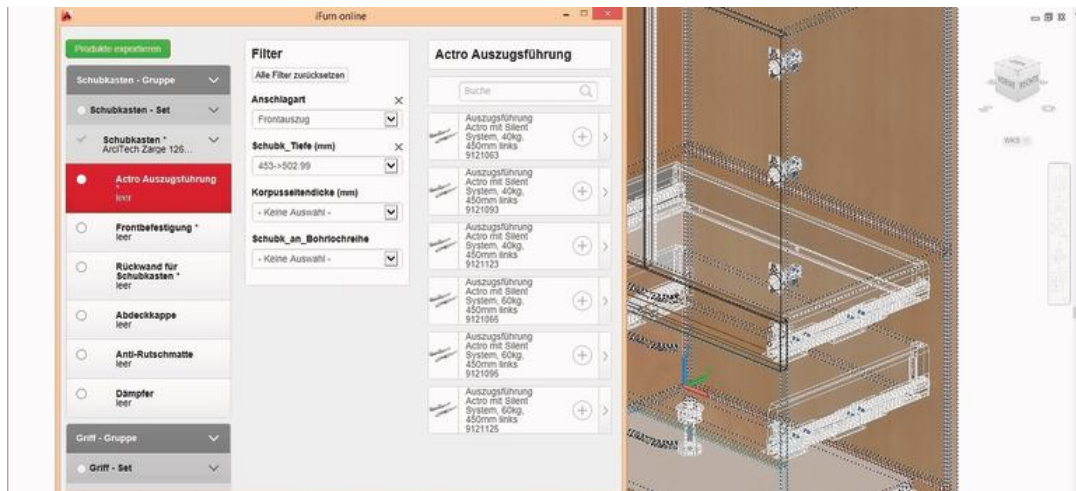 iFurn online
Produkte exportieren
Schubkasten - Gruppe
Schubkasten - Set
Schubkasten *
ArciTech Zarge 126...
Actro Auszugsführung
*
leer
Frontbefestigung *
leer
Rückwand für
Schubkasten *
leer
Abdeckkappe
leer
Anti-Rutschmatte
leer
Dämpfer
leer
Griff - Gruppe
Griff - Set
Filter
Alle Filter zurücksetzen
Anschlagart
Frontauszug
Schubk_Tiefe (mm)
453->502.99
Korpusseitendicke (mm)
- Keine Auswahl -
Schubk_an_Bohrlochreihe
- Keine Auswahl -
Actro Auszugsführung
Suche
Auszugsführung
Actro mit Silent
System, 40kg,
450mm links
9121063
Auszugsführung
Actro mit Silent
System, 40kg,
450mm links
9121093
Auszugsführung
Actro mit Silent
System, 40kg,
450mm links
9121123
Auszugsführung
Actro mit Silent
System, 60kg,
450mm links
9121065
Auszugsführung
Actro mit Silent
System, 60kg,
450mm links
9121095
Auszugsführung
Actro mit Silent
System, 60kg,
450mm links
9121125
VORNE
RECHTS
WKS